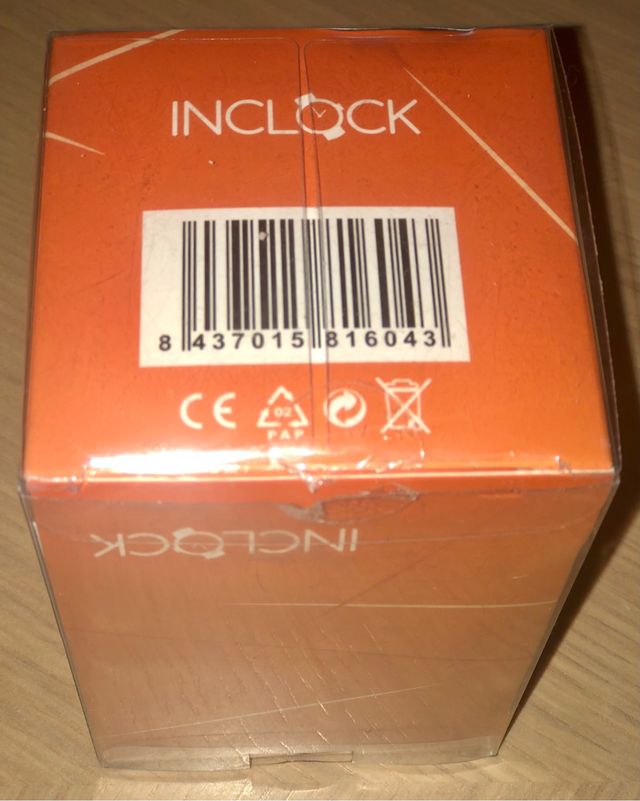 INCLOCK
8 437015 816043
CE
02
PAP
INCLOCK